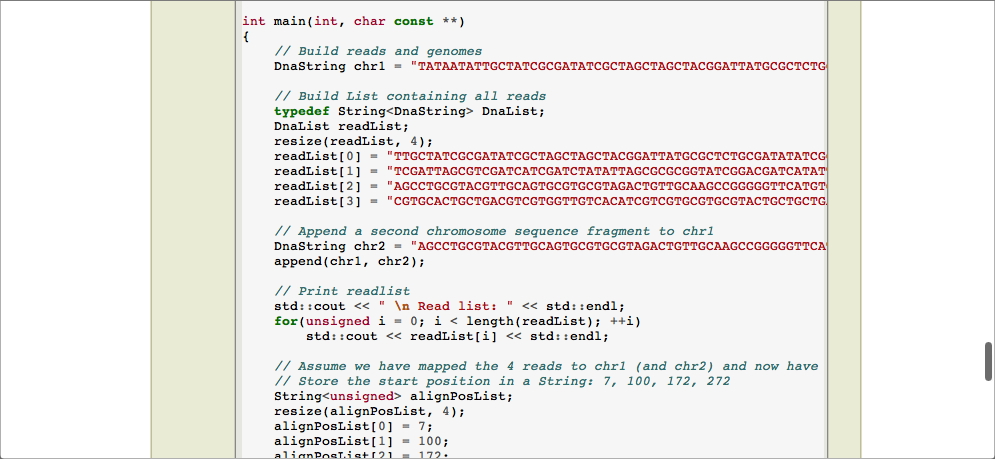 int main(int, char const **)
{
// Build reads and genomes
DnaString chr1 = "TATAATATTGCTATCGCGATATCGCTAGCTAGCTACGGATTATGCGCTCTG
// Build List containing all reads
typedef String<DnaString> DnaList;
DnaList readList;
resize(readList, 4);
readList[0] = "TTGCTATCGCGATATCGCTAGCTAGCTACGGATTATGCGCTCTGCGATATATCG
readList[1] = "TCGATTAGCGTCGATCATCGATCTATATTAGCGCGCGGTATCGGACGATCATAT
readList[2] = "AGCCTGCGTACGTTGCAGTGCGTGCGTAGACTGTTGCAAGCCGGGGGTTCATGT
readList[3] = "CGTGCACTGCTGACGTCGTGGTTGTCACATCGTCGTGCGTGCGTACTGCTGCTG
// Append a second chromosome sequence fragment to chr1
DnaString chr2 = "AGCCTGCGTACGTTGCAGTGCGTGCGTAGACTGTTGCAAGCCGGGGGTTCA
append(chr1, chr2);
// Print readlist
std::cout << " \n Read list: " << std::endl;
for(unsigned i = 0; i < length(readList); ++i)
std::cout << readList[i] << std::endl;
// Assume we have mapped the 4 reads to chr1 (and chr2) and now have
// Store the start position in a String: 7, 100, 172, 272
String<unsigned> alignPosList;
resize(alignPosList, 4);
alignPosList[0] = 7;
alignPosList[1] = 100;
alignPosList[2] = 172;